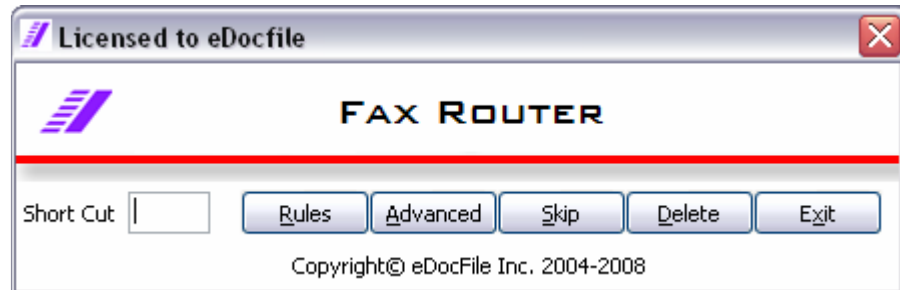 Licensed to eDocfile
FAX ROUTER
Short Cut Rules Advanced Skip Delete Exit
Copyright© eDocFile Inc. 2004-2008